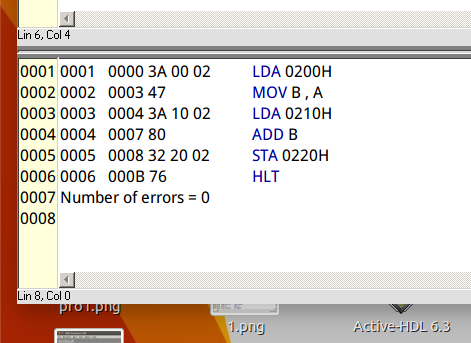 Lin 6, Col 4
0001 0001 0000 3A 00 02 LDA 0200H
0002 0002 0003 47 MOV B , A
0003 0003 0004 3A 10 02 LDA 0210H
0004 0004 0007 80 ADD B
0005 0005 0008 32 20 02 STA 0220H
0006 0006 000B 76 HLT
0007 Number of errors = 0
0008
Lin 8, Col 0
pro1.png
1.png
Active-HDL 6.3